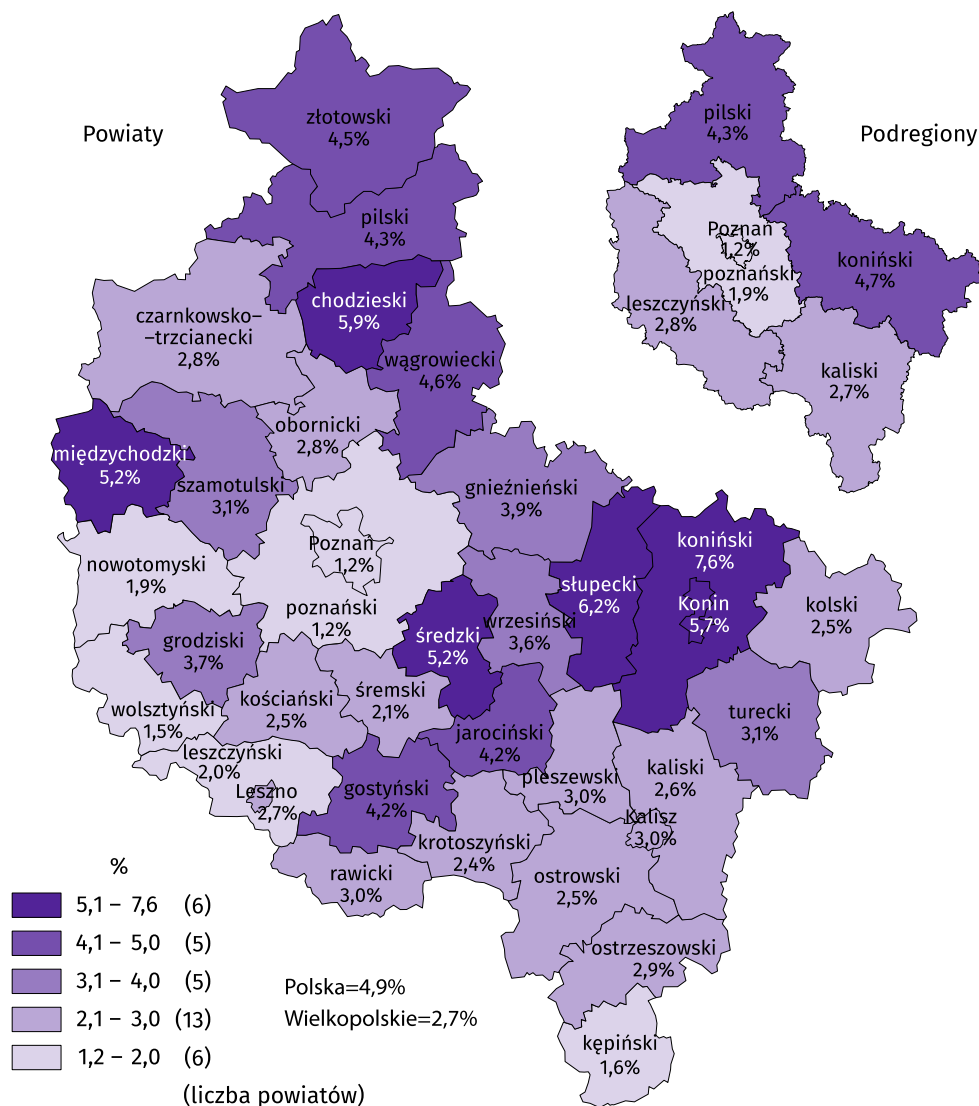 Powiaty
złotowski
4,5%
pilski
4,3%
chodzieski
5,9%
czarnkowsko–
–trzcianecki
2,8%
wągrowiecki
4,6%
obornicki
2,8%
międzychodzki
5,2%
szamotulski
3,1%
gnieźnieński
3,9%
Poznań
1,2%
nowotomyski
1,9%
poznański
1,2%
koniński
7,6%
słupecki
6,2%
Konin
5,7%
kolski
2,5%
średzki
5,2%
wrzesiński
3,6%
grodziski
3,7%
kościański
2,5%
śremski
2,1%
wolsztyński
1,5%
turecki
3,1%
jarociński
4,2%
leszczyński
2,0%
Leszno
2,7%
gostyński
4,2%
pleszewski
3,0%
kaliski
2,6%
Kalisz
3,0%
krotoszyński
2,4%
rawicki
3,0%
ostrowski
2,5%
ostrzeszowski
2,9%
kępiński
1,6%
Podregiony
pilski
4,3%
Poznań
1,2%
poznański
1,9%
koniński
4,7%
leszczyński
2,8%
kaliski
2,7%
%
5,1 – 7,6 (6)
4,1 – 5,0 (5)
3,1 – 4,0 (5)
2,1 – 3,0 (13)
1,2 – 2,0 (6)
(liczba powiatów)
Polska=4,9%
Wielkopolskie=2,7%